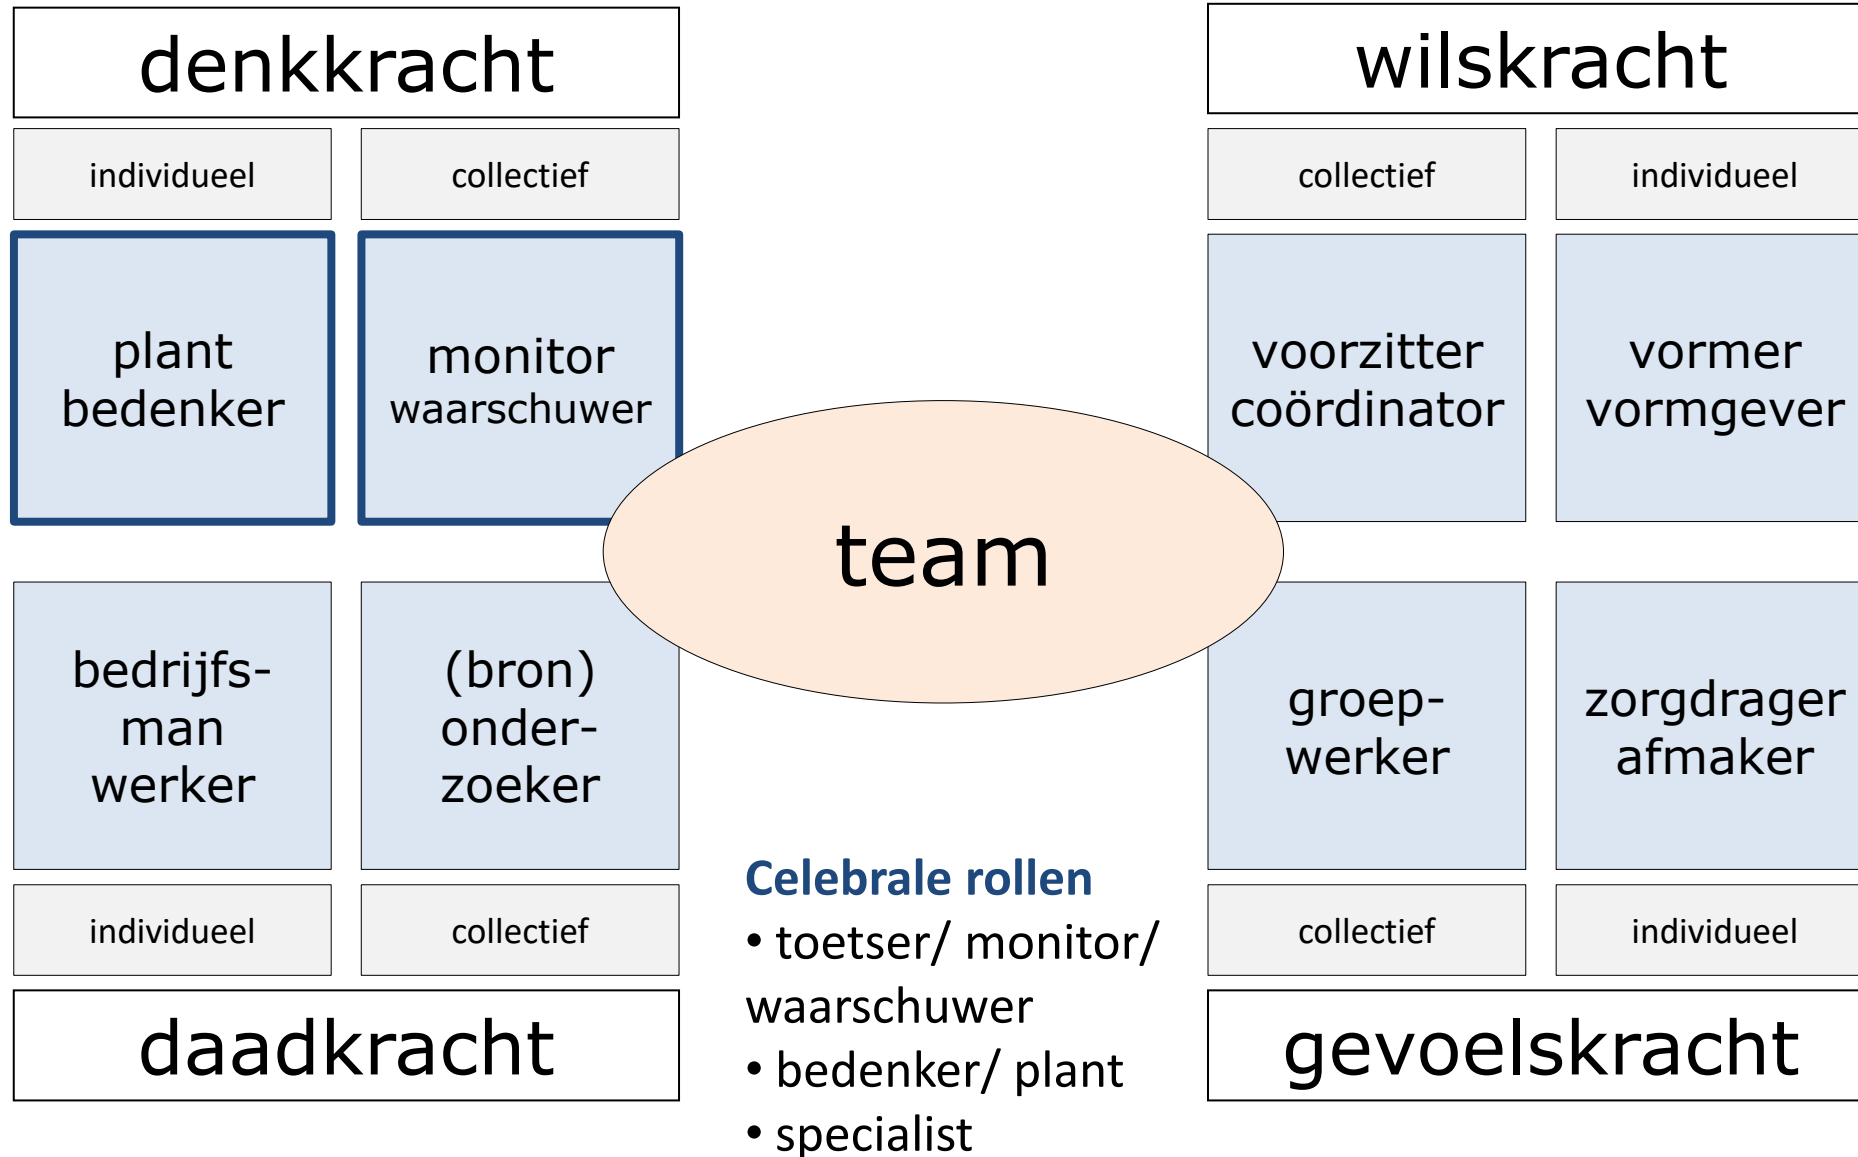 denkkracht
wilskracht
individueel
collectief
collectief
individueel
plant
bedenker
monitor
waarschuwer
voorzitter
coördinator
vormer
vormgever
team
bedrijfs-
man
werker
(bron)
onder-
zoeker
groep-
werker
zorgdrager
afmaker
individueel
collectief
collectief
individueel
daadkracht
gevoelskracht
Celebrale rollen
• toetser/ monitor/
waarschuwer
• bedenker/ plant
• specialist